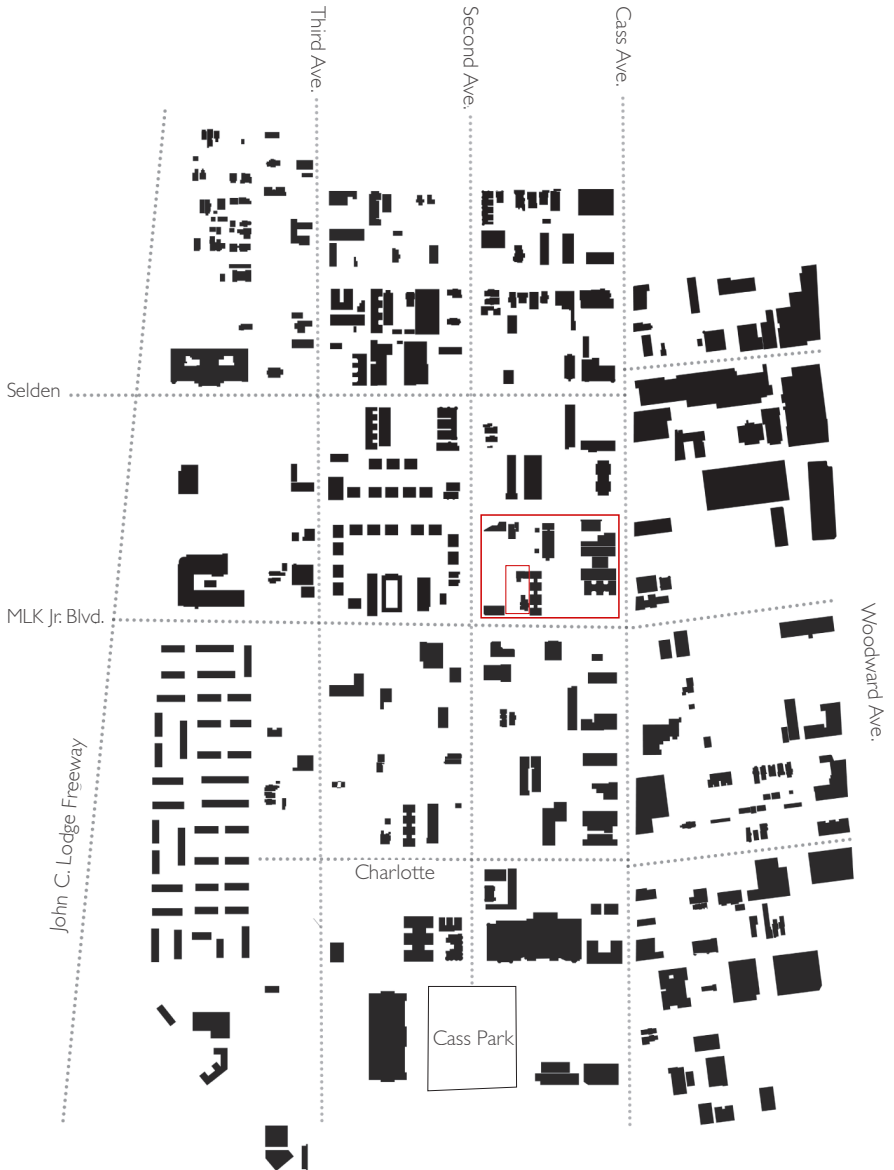 Third Ave.
Second Ave.
Cass Ave.
Selden
MLK Jr. Blvd.
Woodward Ave.
John C. Lodge Freeway
Charlotte
Cass Park